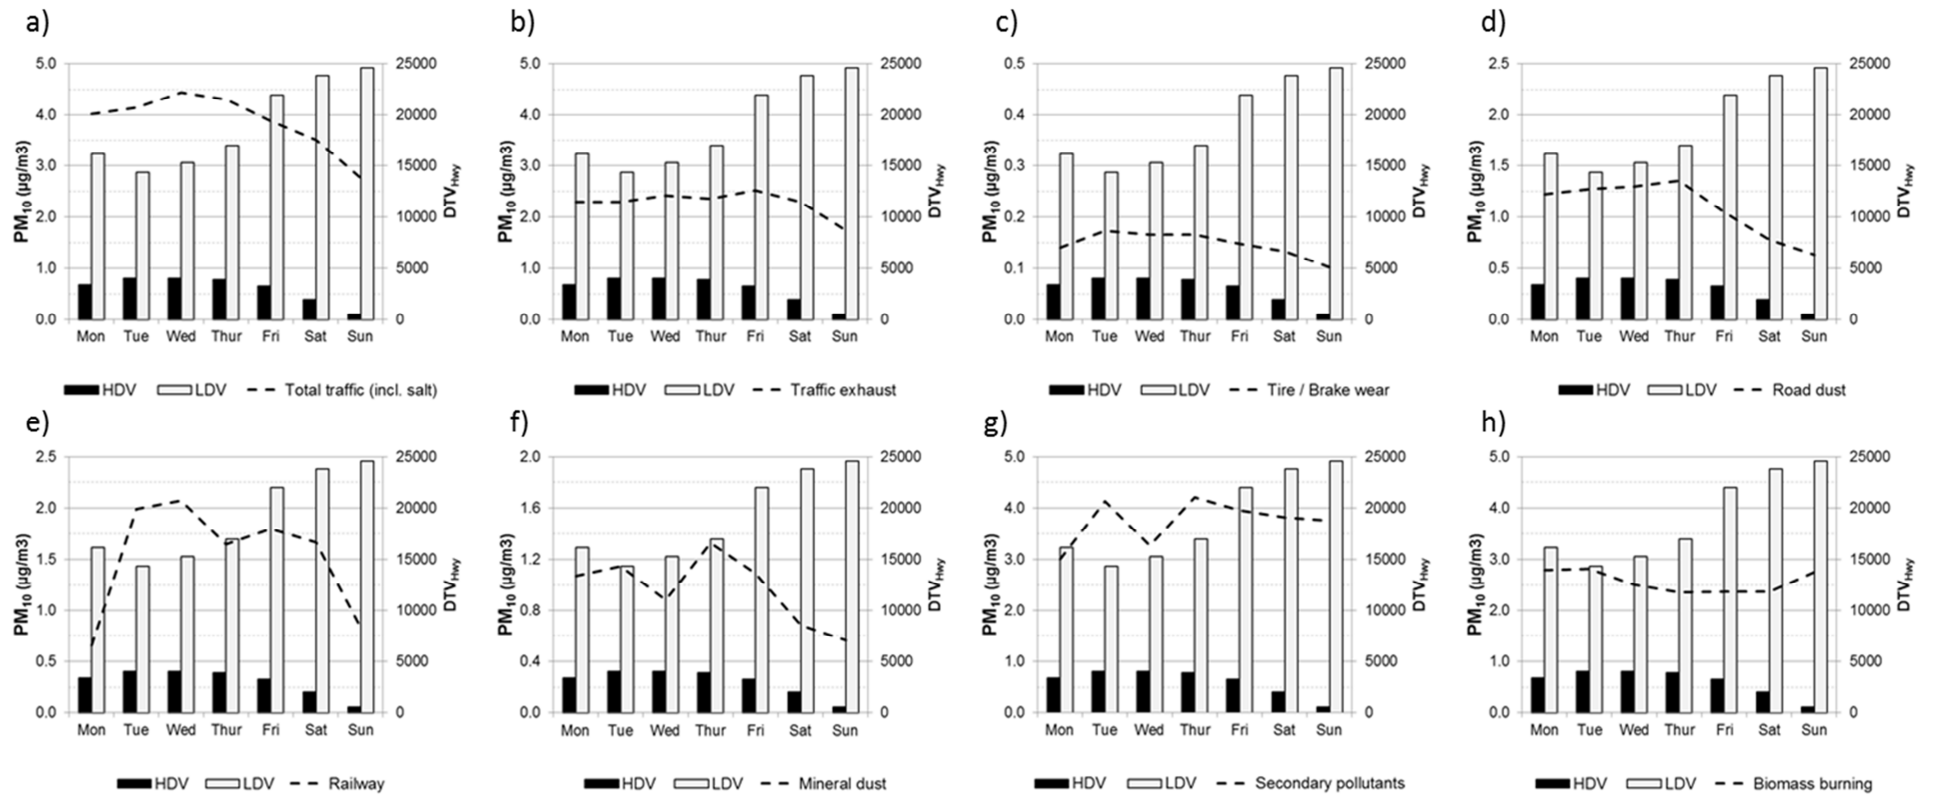 a) b) c) d)
5.0 25000 5.0 25000 0.5 25000 2.5 25000
4.0 20000 4.0 20000 0.4 20000 2.0 20000
3.0 15000 3.0 15000 0.3 15000 1.5 15000
2.0 10000 2.0 10000 0.2 10000 1.0 10000
1.0 5000 1.0 5000 0.1 5000 0.5 5000
0.0 0 0.0 0 0.0 0 0.0 0
PM10 (µg/m3) DTVHwy PM10 (µg/m3) DTVHwy PM10 (µg/m3) DTVHwy PM10 (µg/m3) DTVHwy
Mon Tue Wed Thur Fri Sat Sun Mon Tue Wed Thur Fri Sat Sun Mon Tue Wed Thur Fri Sat Sun Mon Tue Wed Thur Fri Sat Sun
HDV LDV Total traffic (incl. salt) HDV LDV Traffic exhaust HDV LDV Tire / Brake wear HDV LDV Road dust
e) f) g) h)
2.5 25000 2.0 25000 5.0 25000 5.0 25000
2.0 20000 1.6 20000 4.0 20000 4.0 20000
1.5 15000 1.2 15000 3.0 15000 3.0 15000
1.0 10000 0.8 10000 2.0 10000 2.0 10000
0.5 5000 0.4 5000 1.0 5000 1.0 5000
0.0 0 0.0 0 0.0 0 0.0 0
PM10 (µg/m3) DTVHwy PM10 (µg/m3) DTVHwy PM10 (µg/m3) DTVHwy PM10 (µg/m3) DTVHwy
Mon Tue Wed Thur Fri Sat Sun Mon Tue Wed Thur Fri Sat Sun Mon Tue Wed Thur Fri Sat Sun Mon Tue Wed Thur Fri Sat Sun
HDV LDV Railway HDV LDV Mineral dust HDV LDV Secondary pollutants HDV LDV Biomass burning